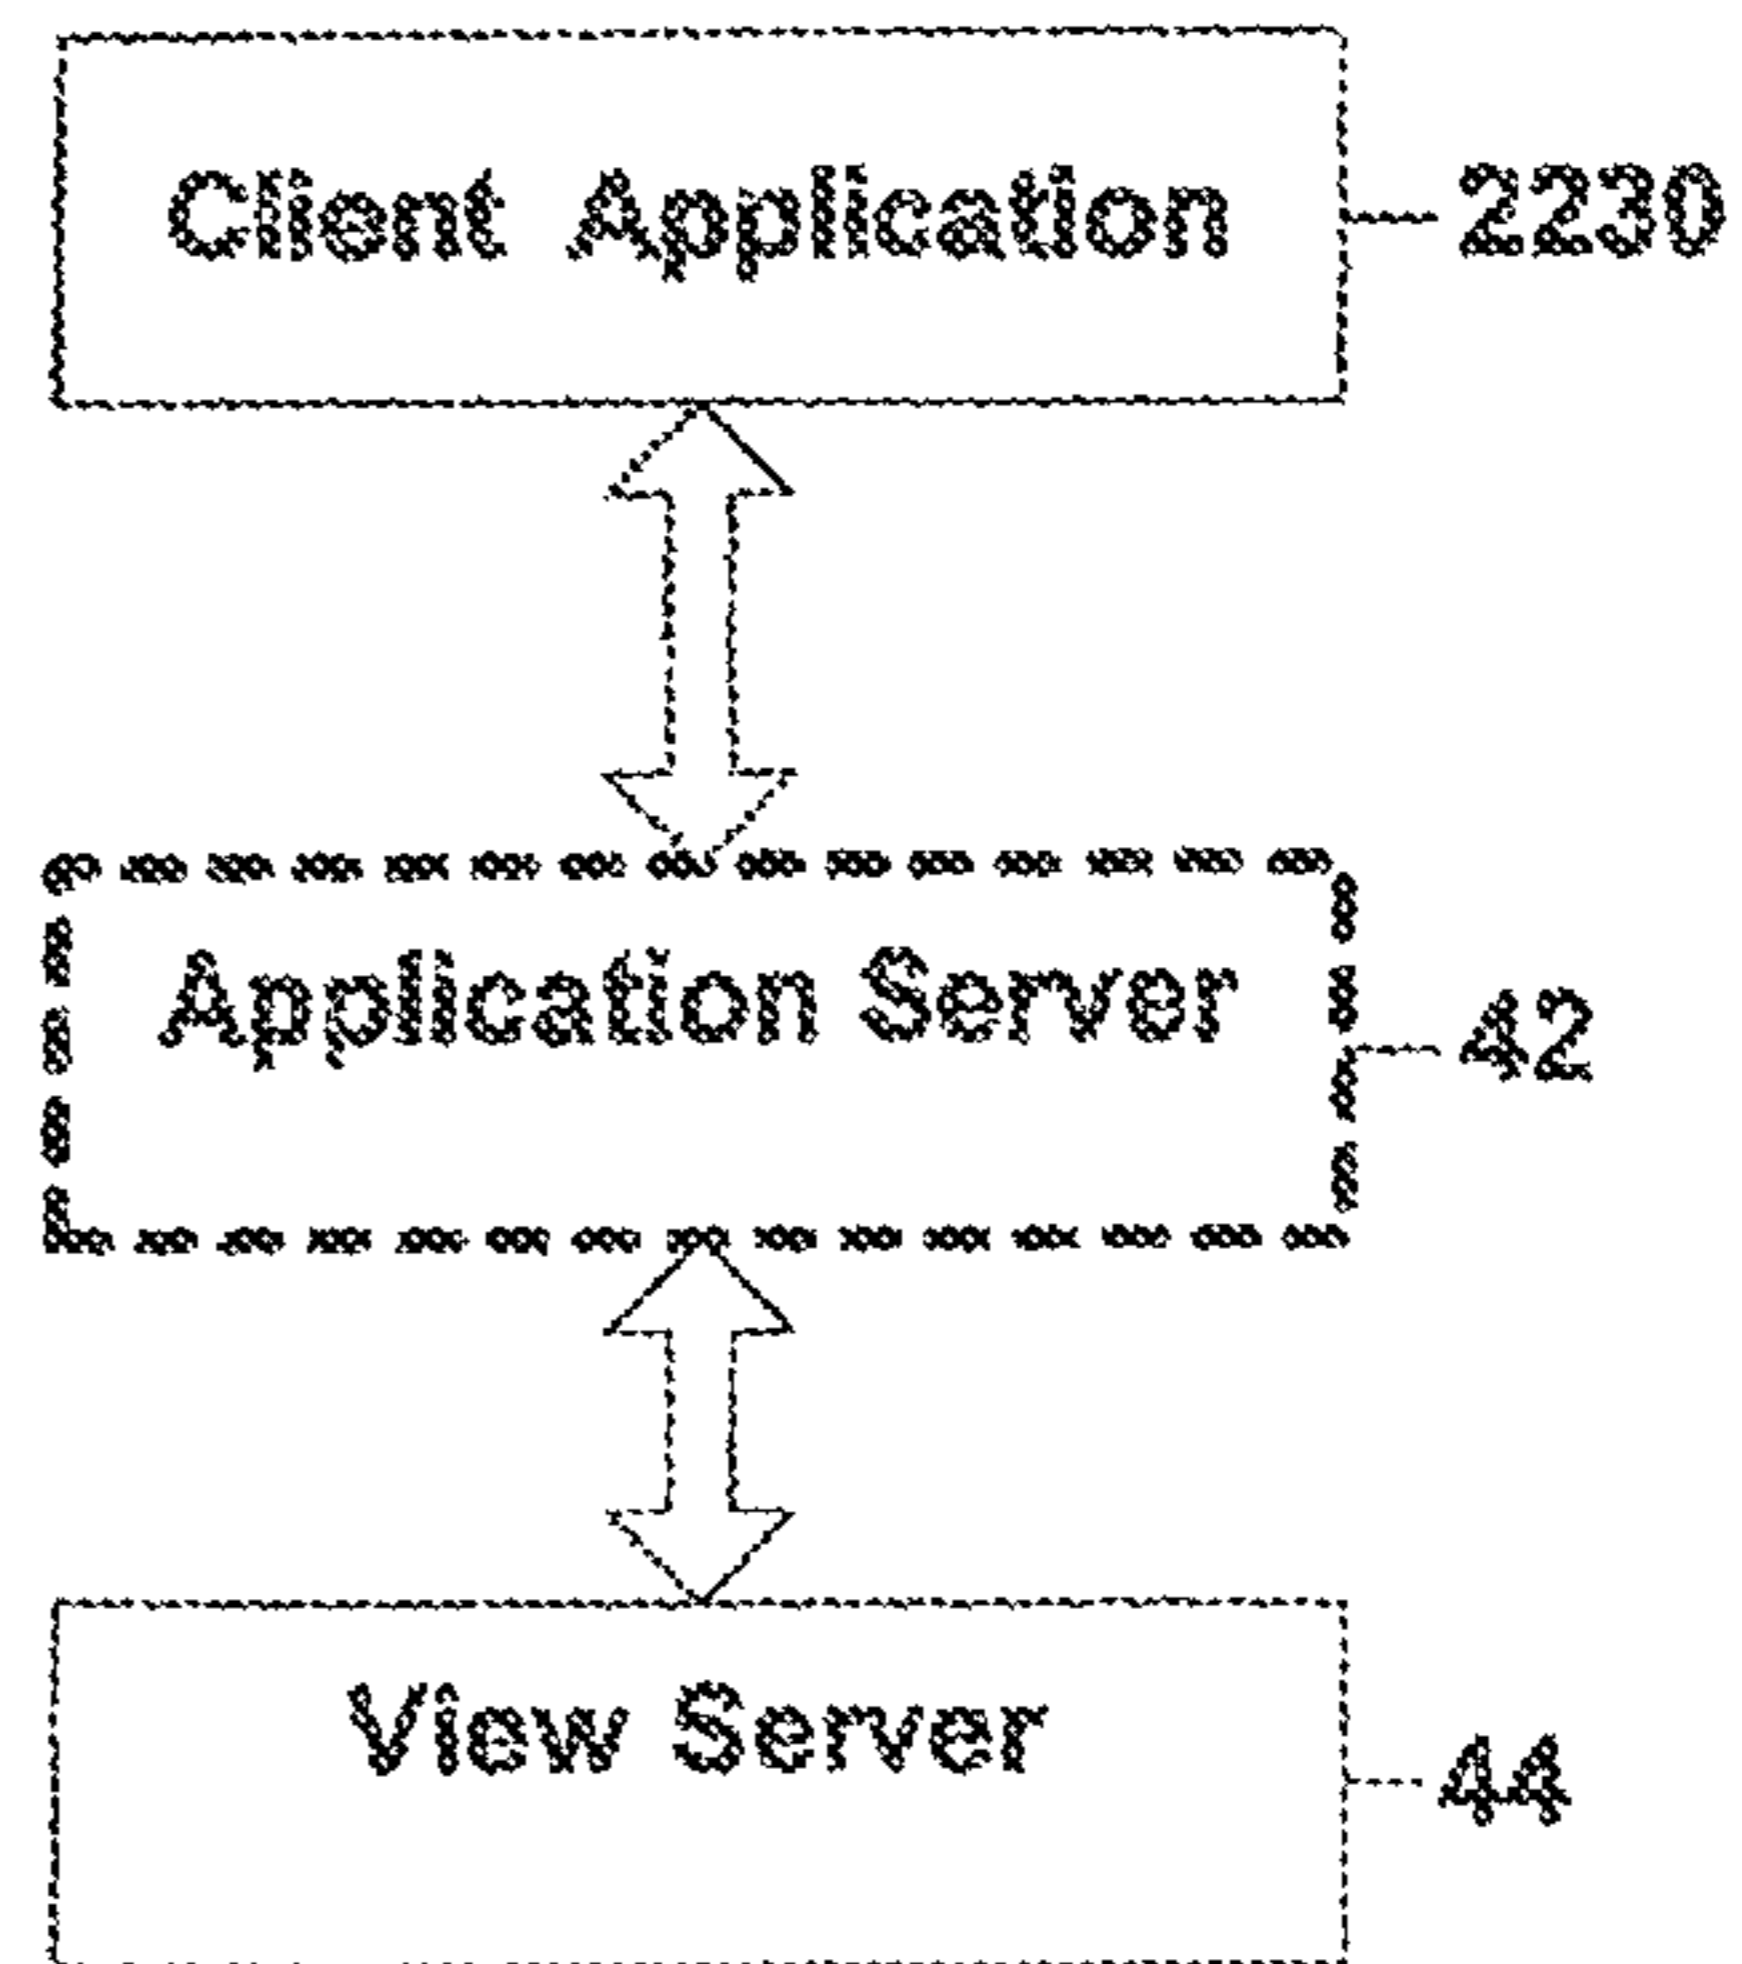 Client Application
2230
Application Server
42
View Server
44